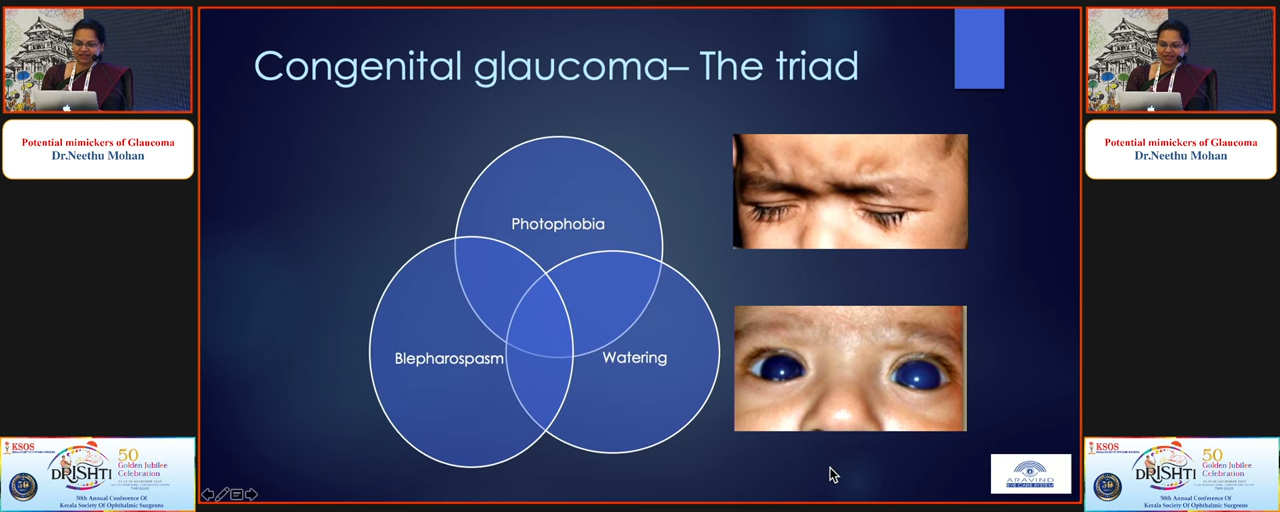 Congenital glaucoma– The triad
Photophobia
Blepharospasm
Watering
ARAVIND
EYE CARE SYSTEM
Potential mimickers of Glaucoma
Dr.Neethu Mohan
KSOS
50
Golden Jubilee
Celebration
DRISHTI
50th Annual Conference Of
Kerala Society Of Ophthalmic Surgeons
Potential mimickers of Glaucoma
Dr.Neethu Mohan
KSOS
50
Golden Jubilee
Celebration
DRISHTI
50th Annual Conference Of
Kerala Society Of Ophthalmic Surgeons